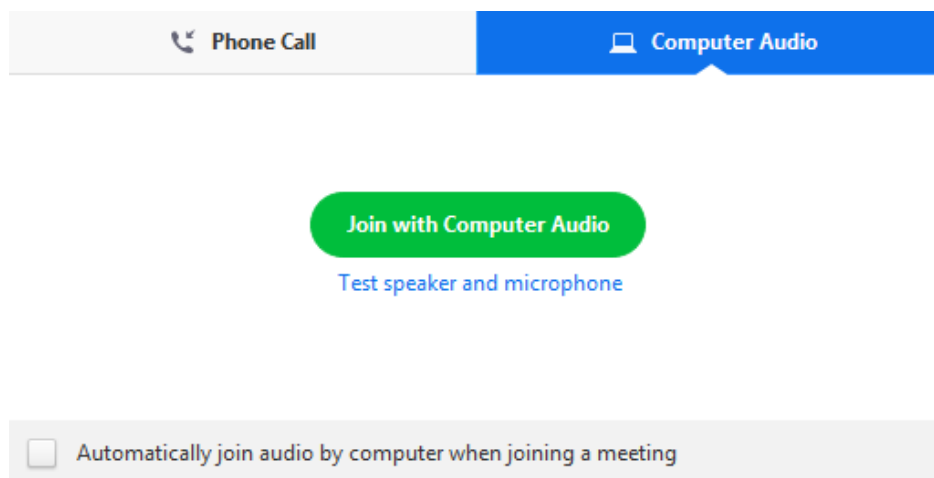 Phone Call
Computer Audio
Join with Computer Audio
Test speaker and microphone
Automatically join audio by computer when joining a meeting